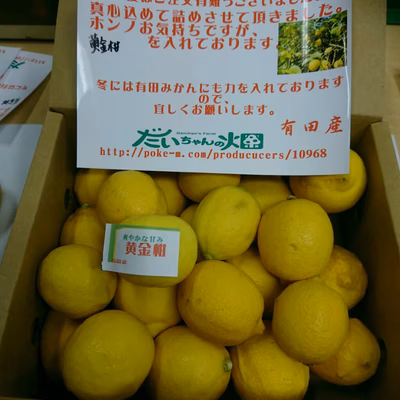 真心込めて詰めさせて頂きました。
ホンノお気持ちですが、
黄金柑
を入れております。
冬には有田みかんにも力を入れております
ので、
宜しくお願いします。
有田産
だいちゃんの火田
http://poke-m.com/producucers/10968
爽やかな甘み
黄金柑